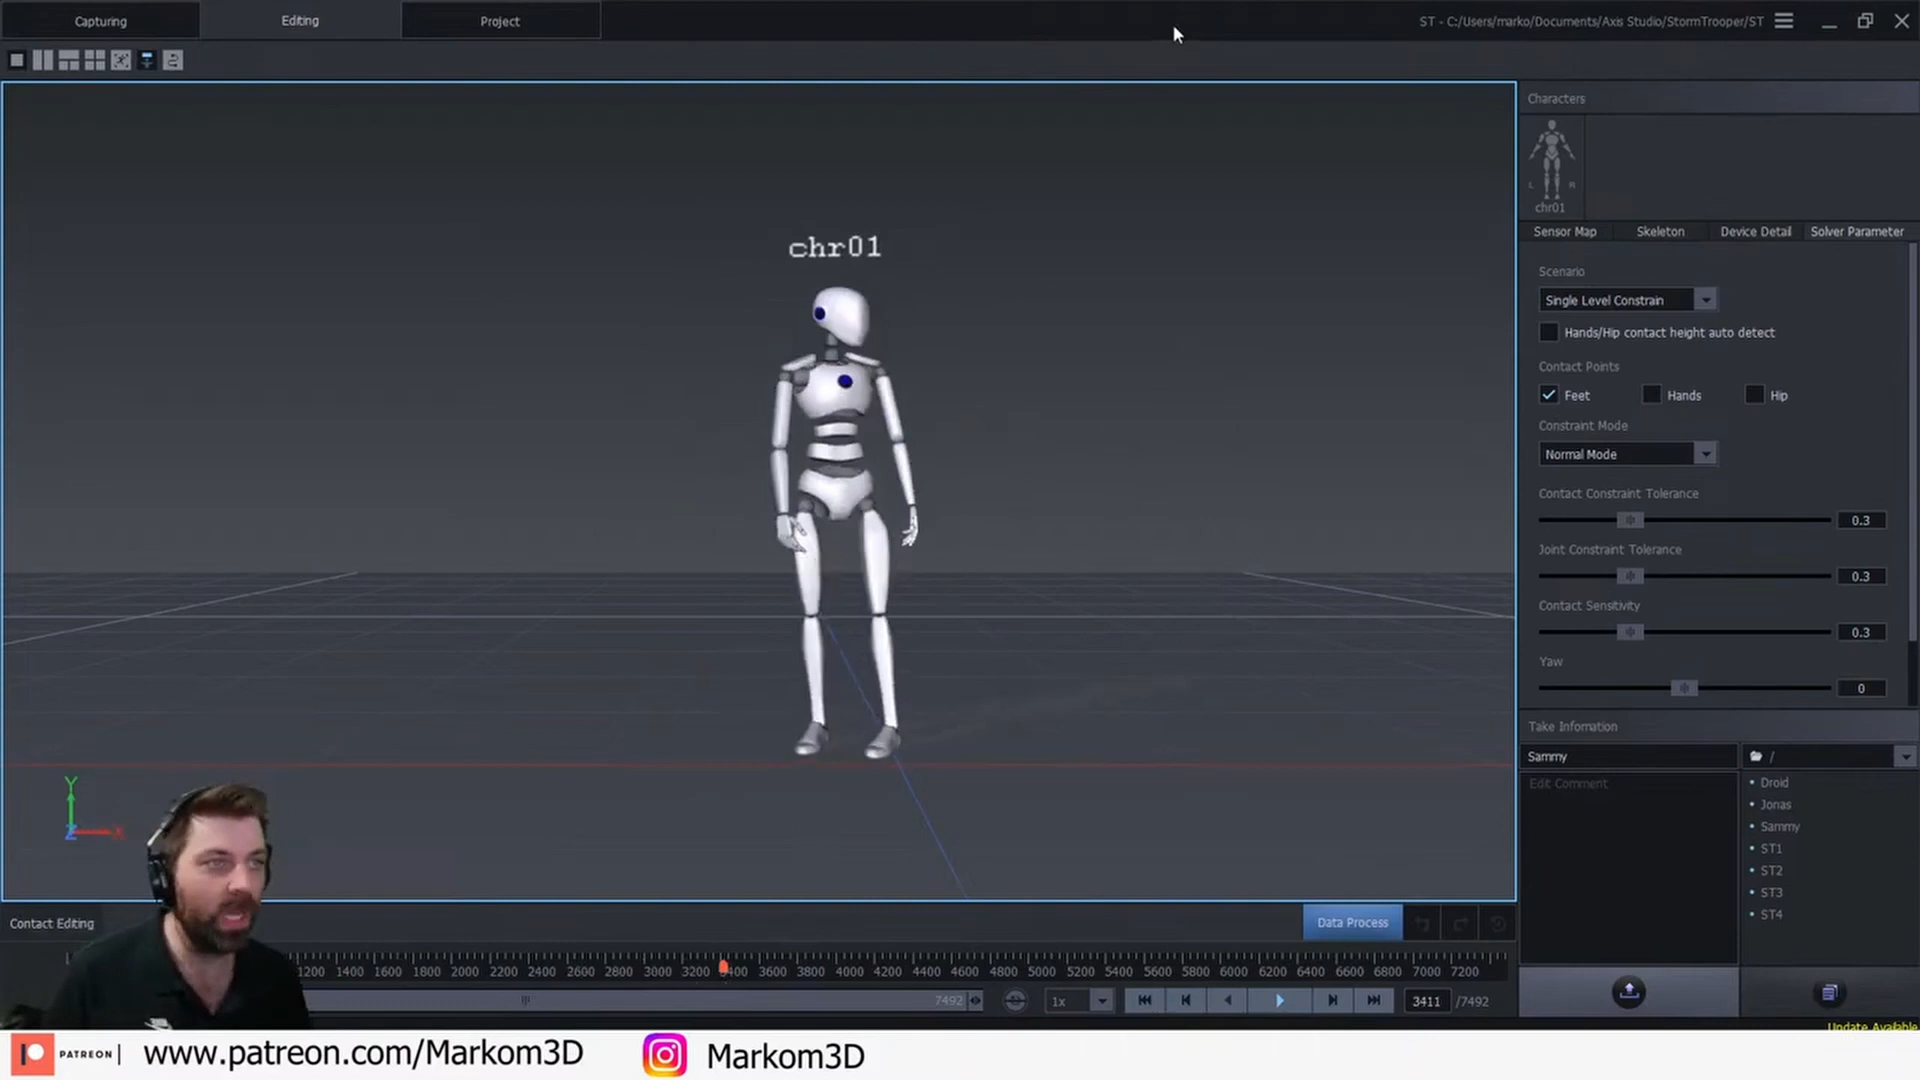 Capturing
Editing
Project
ST - C:/Users/marko/Documents/Axis Studio/StormTrooper/ST
Characters
L R
chr01
chr01
Sensor Map
Skeleton
Device Detail
Solver Parameter
Scenario
Single Level Constrain
Hands/Hip contact height auto detect
Contact Points
Feet
Hands
Hip
Constraint Mode
Normal Mode
Contact Constraint Tolerance
0.3
Joint Constraint Tolerance
0.3
Contact Sensitivity
0.3
Yaw
0
Take Infomation
Sammy
/
Edit Comment
Droid
Jonas
Sammy
ST1
ST2
ST3
ST4
Y
Z
X
Contact Editing
Data Process
1200 1400 1600 1800 2000 2200 2400 2600 2800 3000 3200 3400 3600 3800 4000 4200 4400 4600 4800 5000 5200 5400 5600 5800 6000 6200 6400 6600 6800 7000 7200
7492
1x
3411
/7492
Update Available
PATREON
www.patreon.com/Markom3D
Markom3D